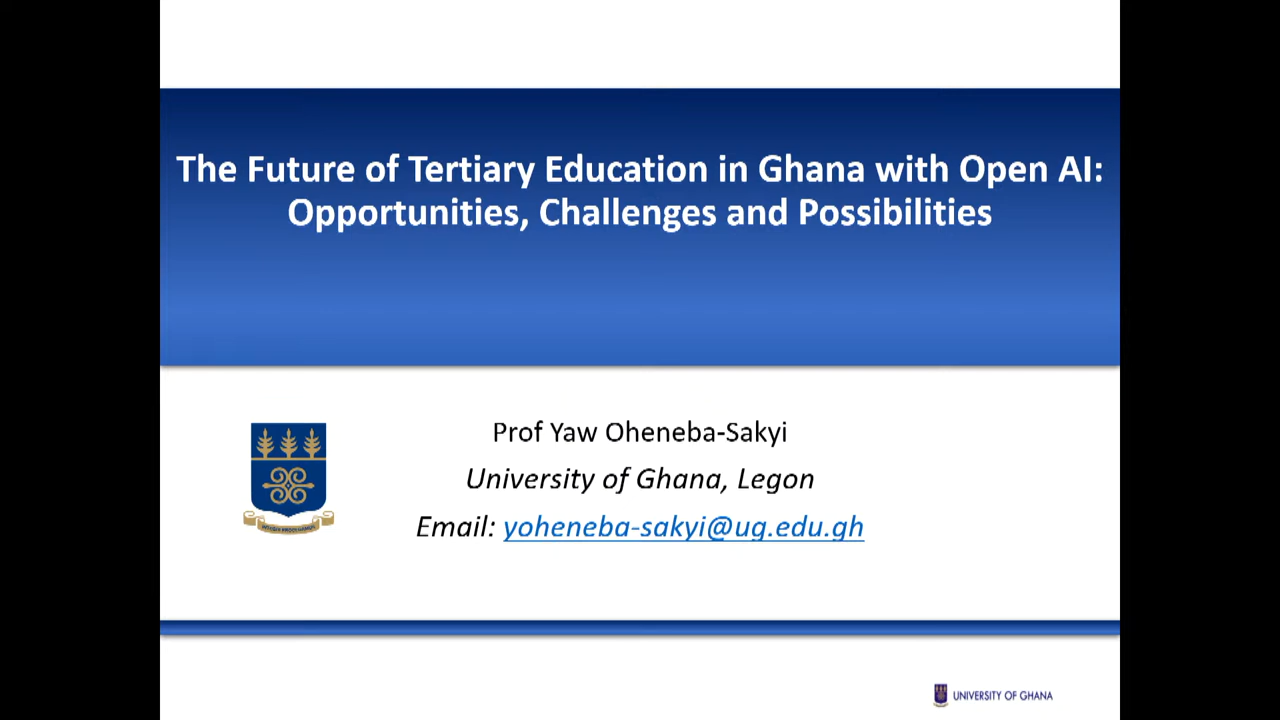 The Future of Tertiary Education in Ghana with Open AI:
Opportunities, Challenges and Possibilities
Prof Yaw Oheneba-Sakyi
University of Ghana, Legon
Email: yoheneba-sakyi@ug.edu.gh
UNIVERSITY OF GHANA